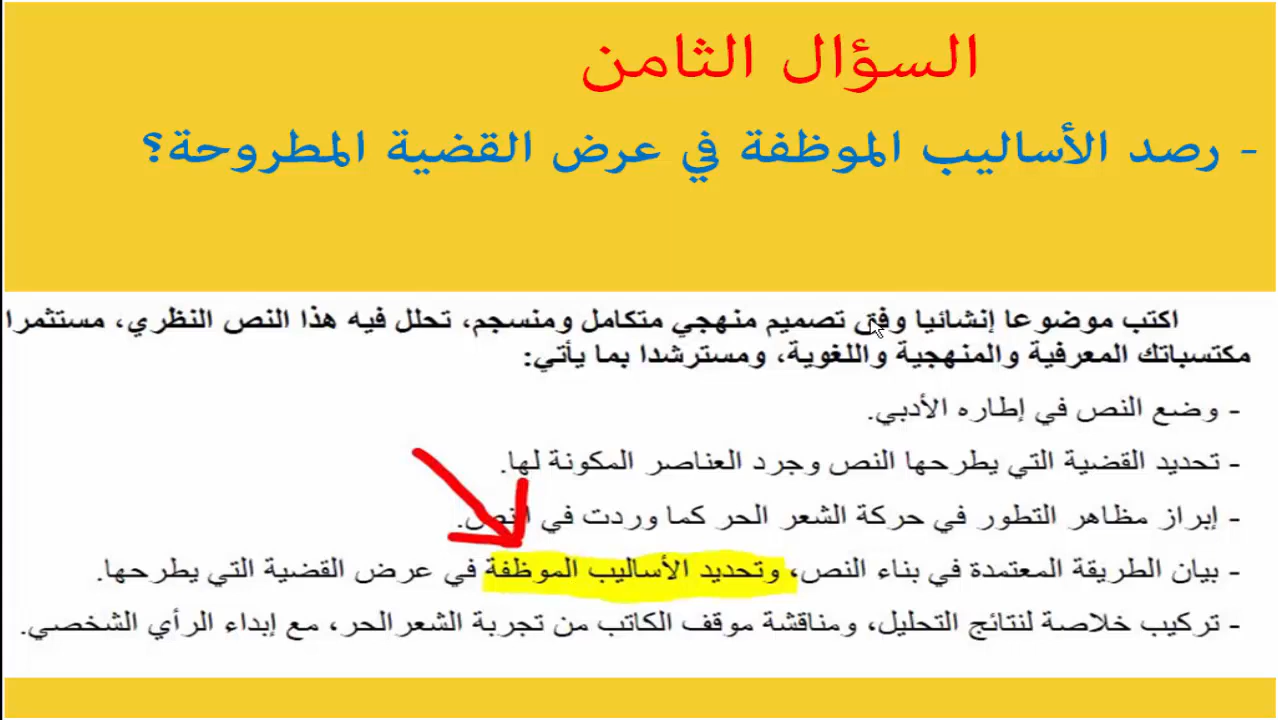 السؤال الثامن
- رصد الأساليب الموظفة في عرض القضية المطروحة؟
اكتب موضوعا إنشائيا وفق تصميم منهجي متكامل ومنسجم، تحلل فيه هذا النص النظري، مستثمرا
مكتسباتك المعرفية والمنهجية واللغوية، ومسترشدا بما يأتي:
- وضع النص في إطاره الأدبي.
- تحديد القضية التي يطرحها النص وجرد العناصر المكونة لها.
- إبراز مظاهر التطور في حركة الشعر الحر كما وردت في النص.
- بيان الطريقة المعتمدة في بناء النص، وتحديد الأساليب الموظفة في عرض القضية التي يطرحها.
- تركيب خلاصة لنتائج التحليل، ومناقشة موقف الكاتب من تجربة الشعر الحر، مع إبداء الرأي الشخصي.